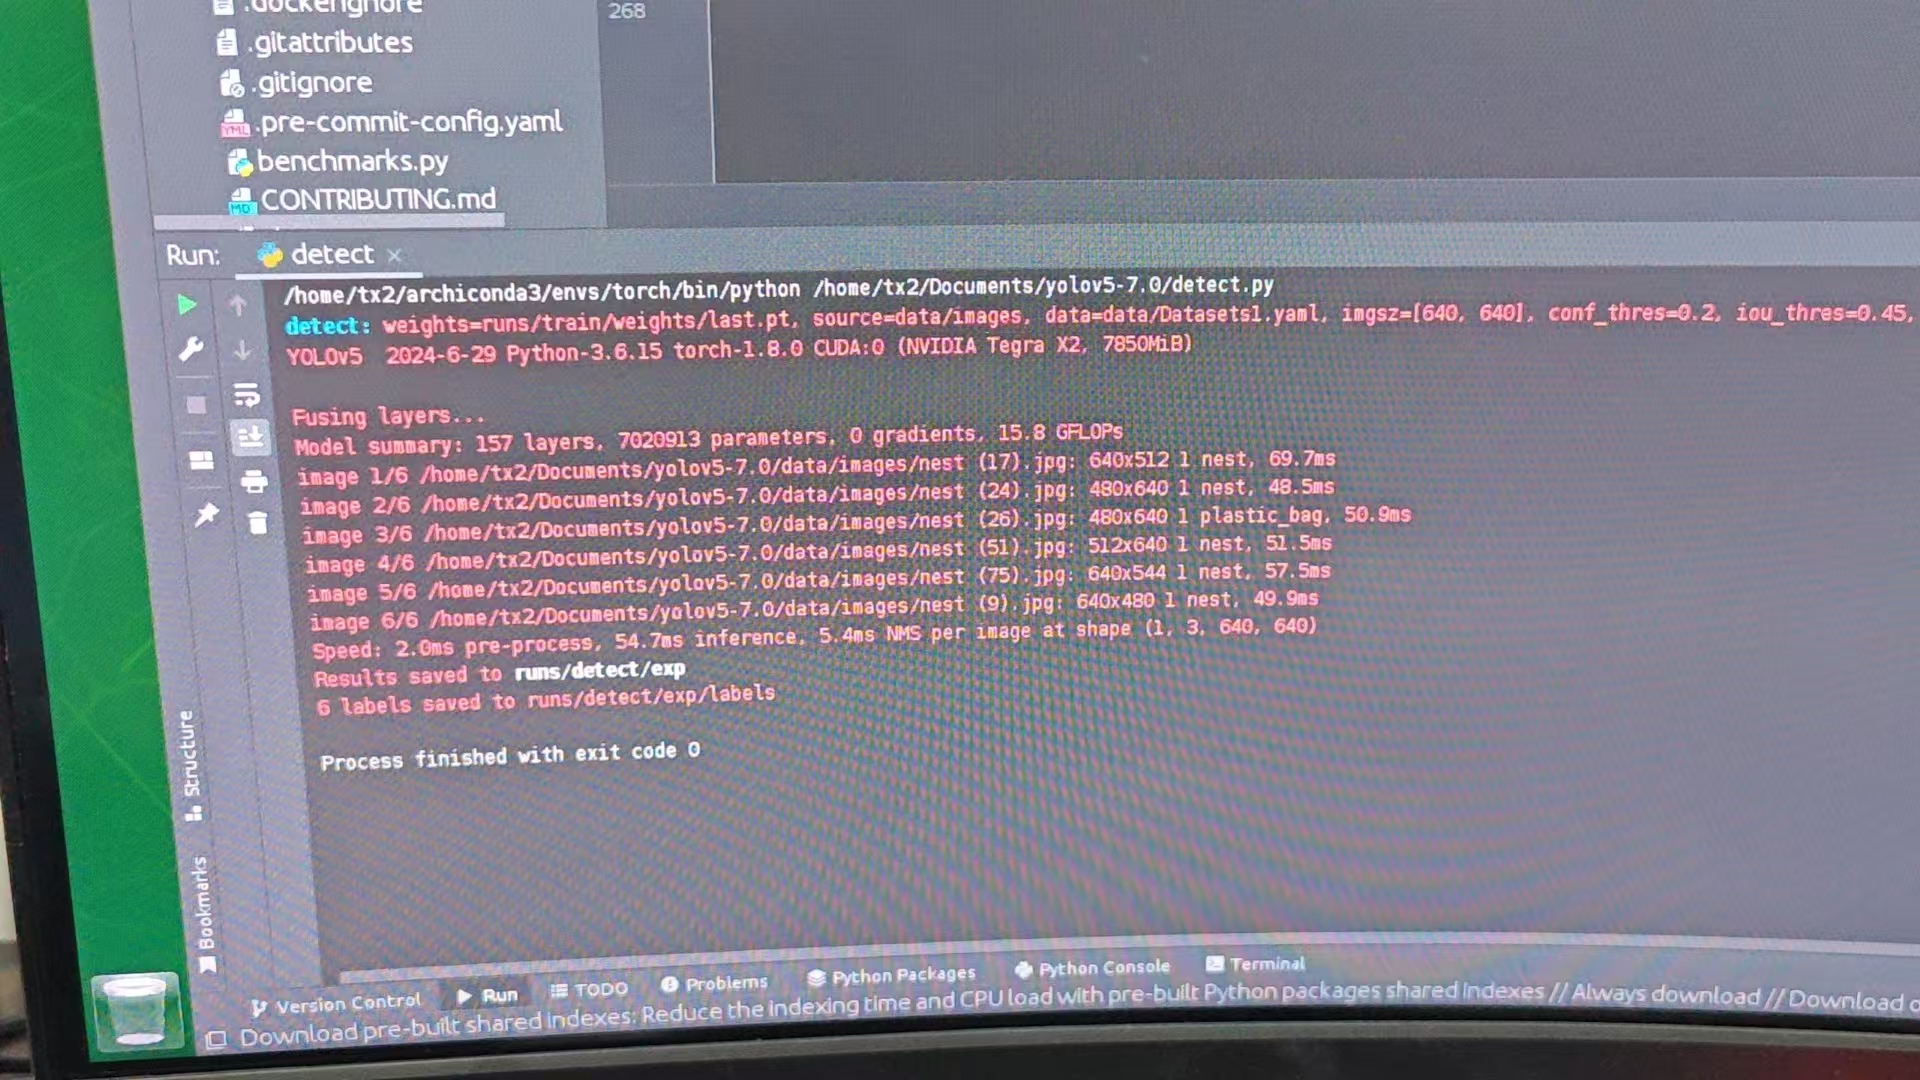 .dockerignore
268
.gitattributes
.gitignore
YML .pre-commit-config.yaml
benchmarks.py
MD CONTRIBUTING.md
Run: detect
/home/tx2/archiconda3/envs/torch/bin/python /home/tx2/Documents/yolov5-7.0/detect.py
detect: weights=runs/train/weights/last.pt, source=data/images, data=data/Datasets1.yaml, imgsz=[640, 640], conf_thres=0.2, iou_thres=0.45,
YOLOv5 2024-6-29 Python-3.6.15 torch-1.8.0 CUDA:0 (NVIDIA Tegra X2, 7850MiB)
Fusing layers...
Model summary: 157 layers, 7020913 parameters, 0 gradients, 15.8 GFLOPs
image 1/6 /home/tx2/Documents/yolov5-7.0/data/images/nest (17).jpg: 640x512 1 nest, 69.7ms
image 2/6 /home/tx2/Documents/yolov5-7.0/data/images/nest (24).jpg: 480x640 1 nest, 48.5ms
image 3/6 /home/tx2/Documents/yolov5-7.0/data/images/nest (26).jpg: 480x640 1 plastic_bag, 50.9ms
image 4/6 /home/tx2/Documents/yolov5-7.0/data/images/nest (51).jpg: 512x640 1 nest, 51.5ms
image 5/6 /home/tx2/Documents/yolov5-7.0/data/images/nest (75).jpg: 640x544 1 nest, 57.5ms
image 6/6 /home/tx2/Documents/yolov5-7.0/data/images/nest (9).jpg: 640x480 1 nest, 49.9ms
Speed: 2.0ms pre-process, 54.7ms inference, 5.4ms NMS per image at shape (1, 3, 640, 640)
Results saved to runs/detect/exp
6 labels saved to runs/detect/exp/labels
Process finished with exit code 0
Structure
Bookmarks
Version Control Run TODO Problems Python Packages Python Console Terminal
Download pre-built shared indexes: Reduce the indexing time and CPU load with pre-built Python packages shared indexes // Always download // Download